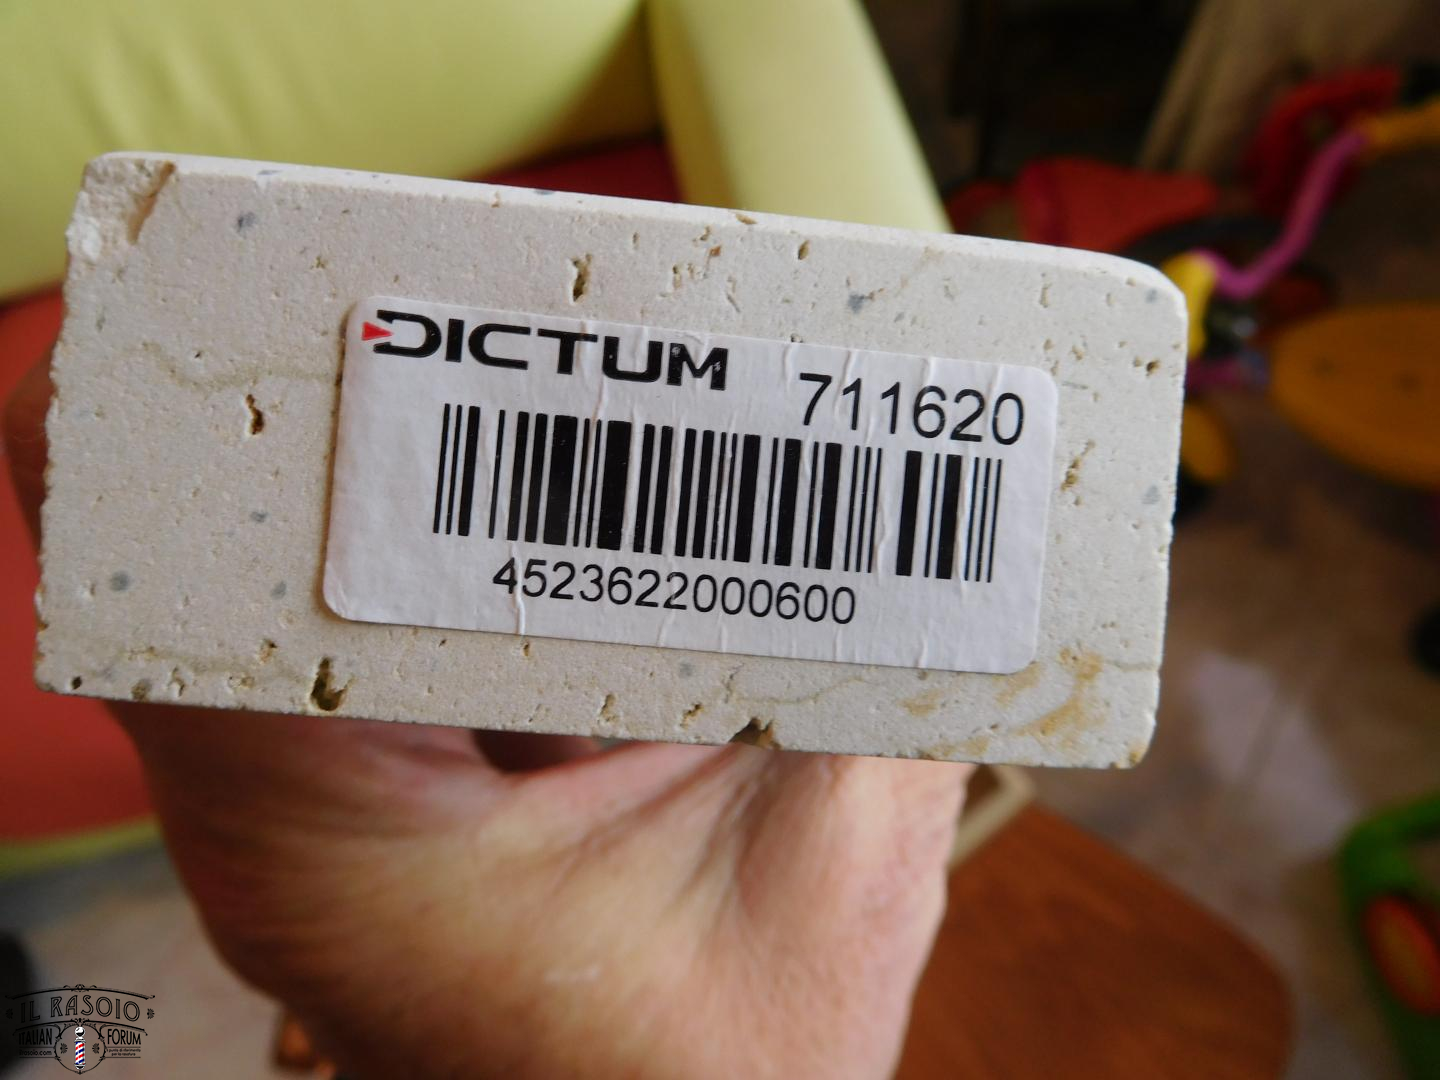 DICTUM 711620
4523622000600
IL RASOIO
ITALIAN FORUM